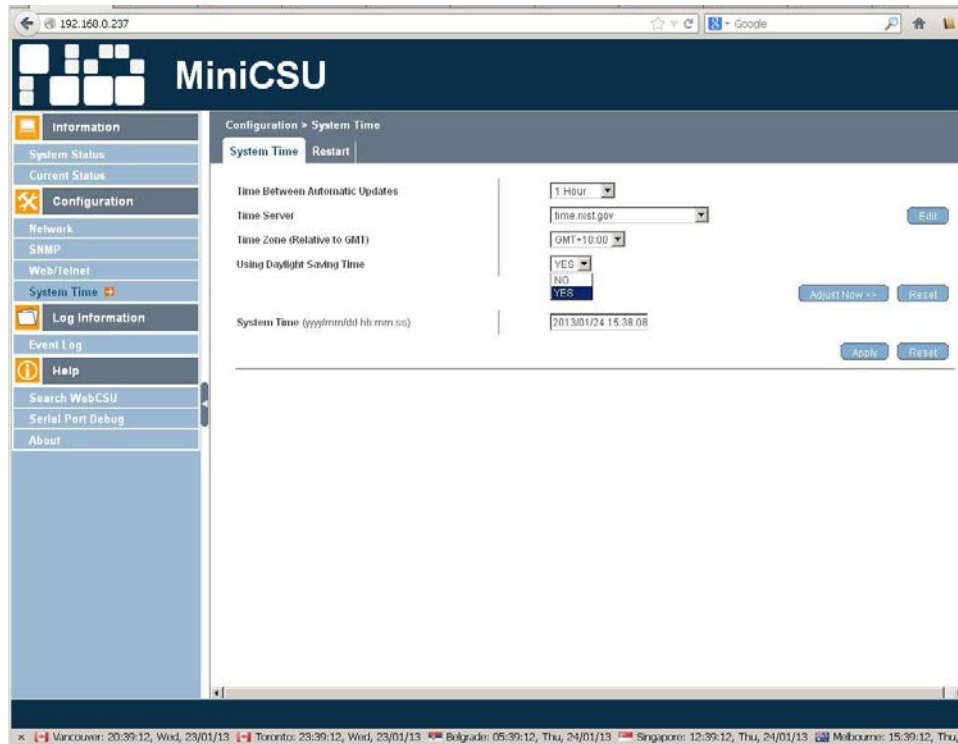 192.168.0.237
Google
MiniCSU
Information
System Status
Current Status
Configuration
Network
SNMP
Web/Telnet
System Time
Log Information
Event Log
Help
Search WebCSU
Serial Port Debug
About
Configuration > System Time
System Time Restart
Time Between Automatic Updates 1 Hour
Time Server time.nist.gov Edit
Time Zone (Relative to GMT) GMT+10:00
Using Daylight Saving Time YES
NO
YES
Adjust Now >> Reset
System Time (yyyy/mm/dd hh:mm:ss) 2013/01/24 15:38:08
Apply Reset
Vancouver: 20:39:12, Wed, 23/01/13 Toronto: 23:39:12, Wed, 23/01/13 Belgrade: 05:39:12, Thu, 24/01/13 Singapore: 12:39:12, Thu, 24/01/13 Melbourne: 15:39:12, Thu,